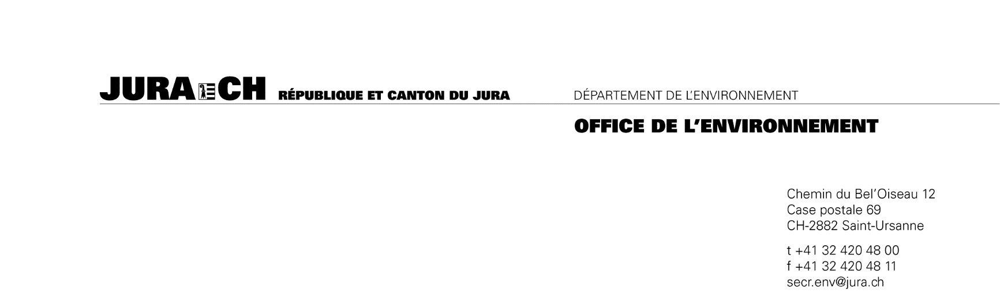 JURA CH RÉPUBLIQUE ET CANTON DU JURA DÉPARTEMENT DE L'ENVIRONNEMENT
OFFICE DE L'ENVIRONNEMENT
Chemin du Bel'Oiseau 12
Case postale 69
CH-2882 Saint-Ursanne
t +41 32 420 48 00
f +41 32 420 48 11
secr.env@jura.ch